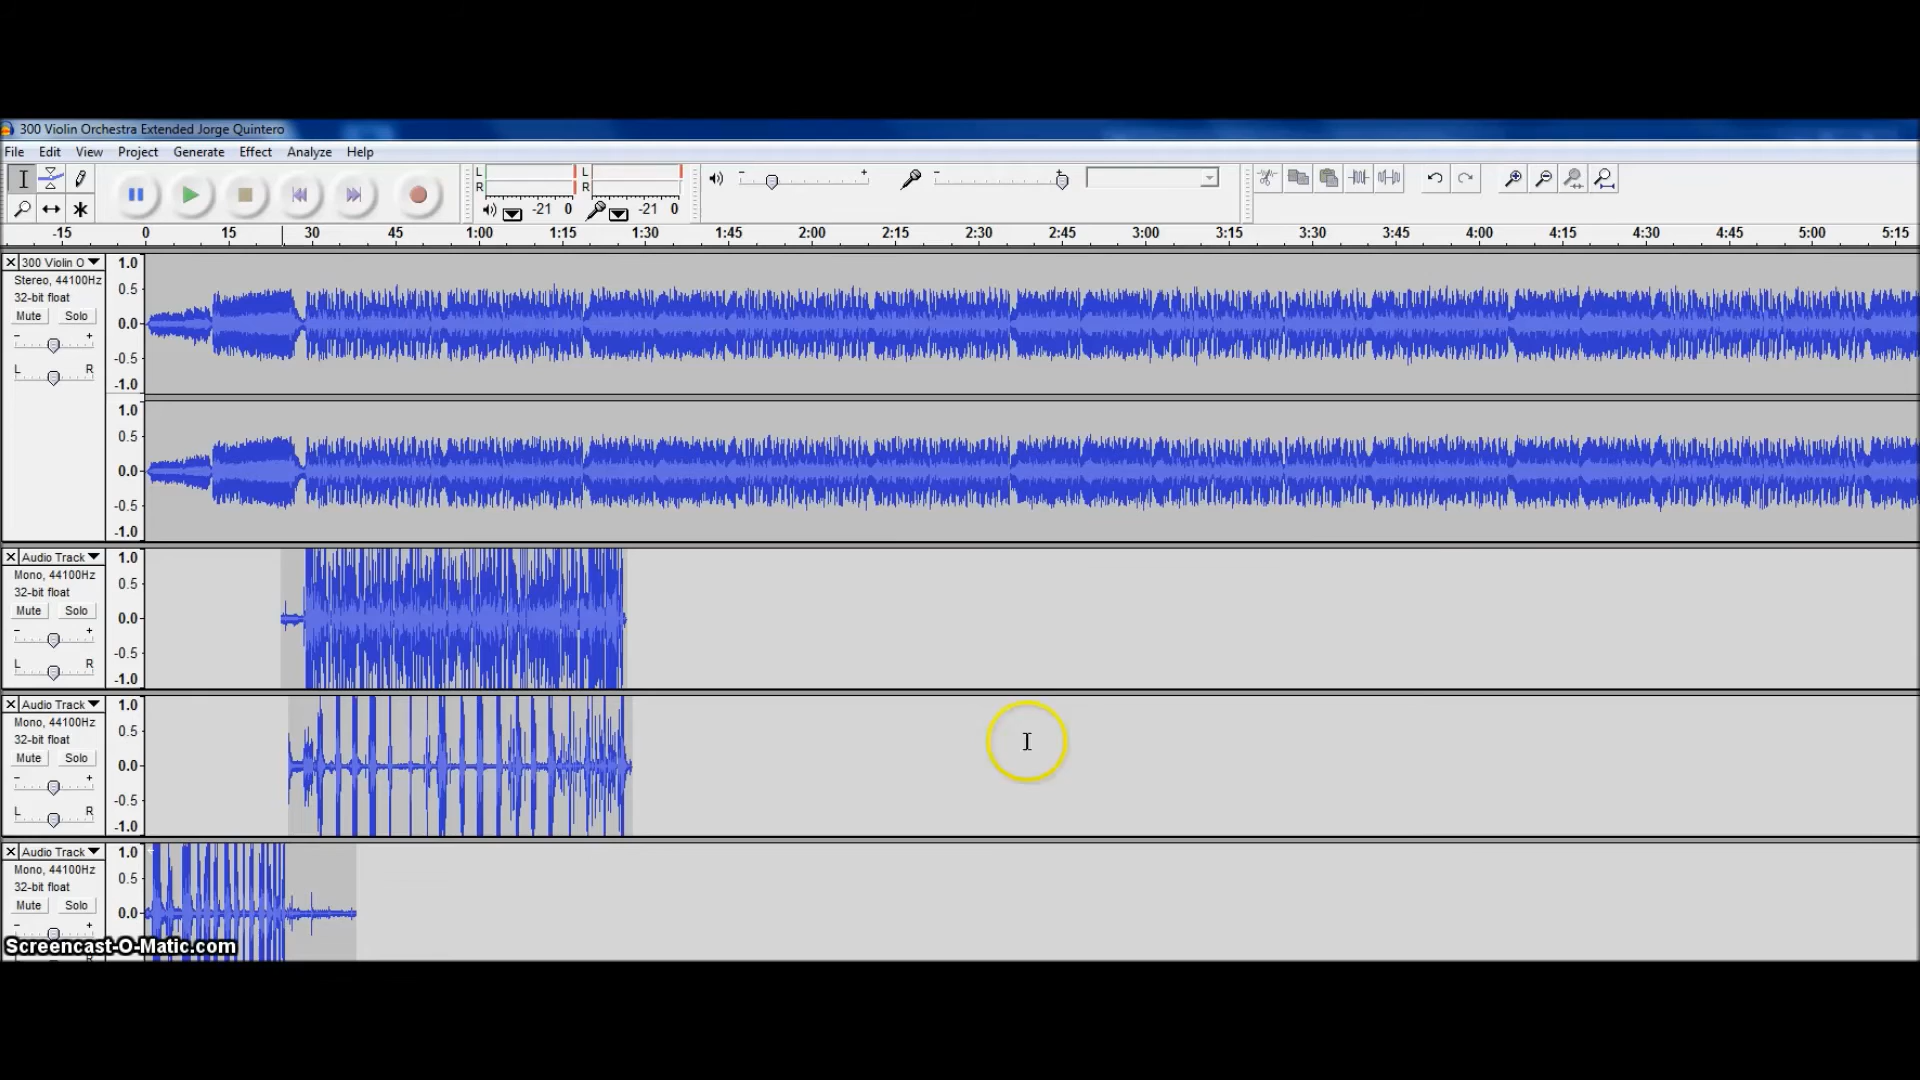 300 Violin Orchestra Extended Jorge Quintero
File Edit View Project Generate Effect Analyze Help
L
R
L
R
-21 0
-21 0
-15 0 15 30 45 1:00 1:15 1:30 1:45 2:00 2:15 2:30 2:45 3:00 3:15 3:30 3:45 4:00 4:15 4:30 4:45 5:00 5:15
300 Violin O
Stereo, 44100Hz
32-bit float
Mute Solo
- +
L R
1.0
0.5
0.0
-0.5
-1.0
1.0
0.5
0.0
-0.5
-1.0
Audio Track
Mono, 44100Hz
32-bit float
Mute Solo
- +
L R
1.0
0.5
0.0
-0.5
-1.0
Audio Track
Mono, 44100Hz
32-bit float
Mute Solo
- +
L R
1.0
0.5
0.0
-0.5
-1.0
Audio Track
Mono, 44100Hz
32-bit float
Mute Solo
- +
1.0
0.5
0.0
Screencast-O-Matic.com